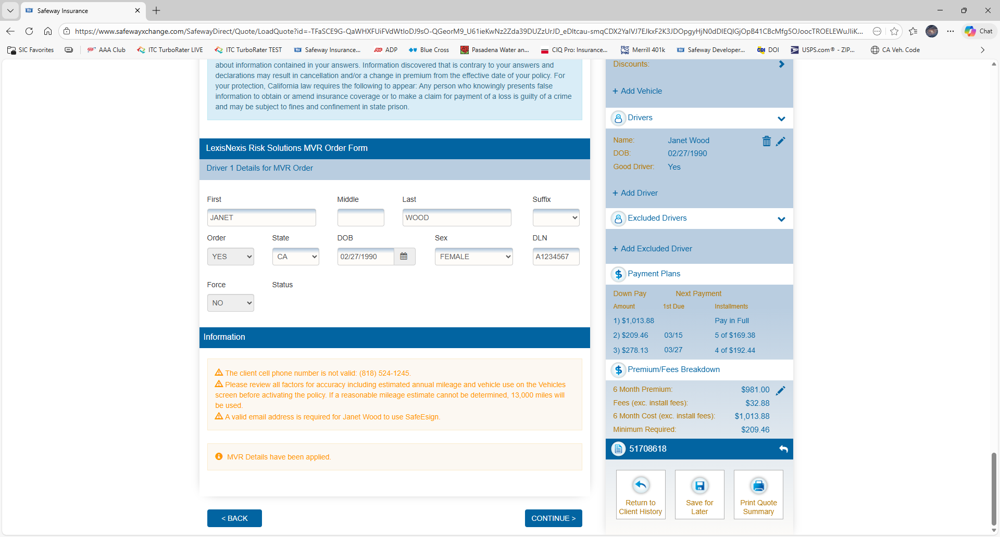 Safeway Insurance
https://www.safewayxchange.com/SafewayDirect/Quote/LoadQuote?id=-TFaSCE9G-QaWHXFUiFVdWtIoDJ9sO-QGeorM9_U61ieKwNz2Zda39DUZzUrJD_eDItcau-smqCDX2YaIVJ7EJkxF2K3JDOpgyHjN0dDIEQIGjOpB41CBcMfg5OJoocTROELEWuJIiK...
Chat
SIC Favorites
AAA Club
ITC TurboRater LIVE
ITC TurboRater TEST
Safeway Insurance...
ADP
Blue Cross
Pasadena Water an...
CIQ Pro: Insurance...
Merrill 401k
Safeway Developer...
CDI DOI
USPS.com® - ZIP...
CA Veh. Code
about information contained in your answers. Information discovered that is contrary to your answers and
declarations may result in cancellation and/or a change in premium from the effective date of your policy. For
your protection, California law requires the following to appear: Any person who knowingly presents false
information to obtain or amend insurance coverage or to make a claim for payment of a loss is guilty of a crime
and may be subject to fines and confinement in state prison.
LexisNexis Risk Solutions MVR Order Form
Driver 1 Details for MVR Order
First Middle Last Suffix
JANET WOOD
Order State DOB Sex DLN
YES CA 02/27/1990 FEMALE A1234567
Force Status
NO
Information
The client cell phone number is not valid: (818) 524-1245.
Please review all factors for accuracy including estimated annual mileage and vehicle use on the Vehicles
screen before activating the policy. If a reasonable mileage estimate cannot be determined, 13,000 miles will
be used.
A valid email address is required for Janet Wood to use SafeEsign.
MVR Details have been applied.
< BACK
CONTINUE >
Discounts:
+ Add Vehicle
Drivers
Name: Janet Wood
DOB: 02/27/1990
Good Driver: Yes
+ Add Driver
Excluded Drivers
+ Add Excluded Driver
Payment Plans
Down Pay Next Payment
Amount 1st Due Installments
1) $1,013.88 Pay in Full
2) $209.46 03/15 5 of $169.38
3) $278.13 03/27 4 of $192.44
Premium/Fees Breakdown
6 Month Premium: $981.00
Fees (exc. install fees): $32.88
6 Month Cost (exc. install fees): $1,013.88
Minimum Required: $209.46
51708618
Return to
Client History
Save for
Later
Print Quote
Summary